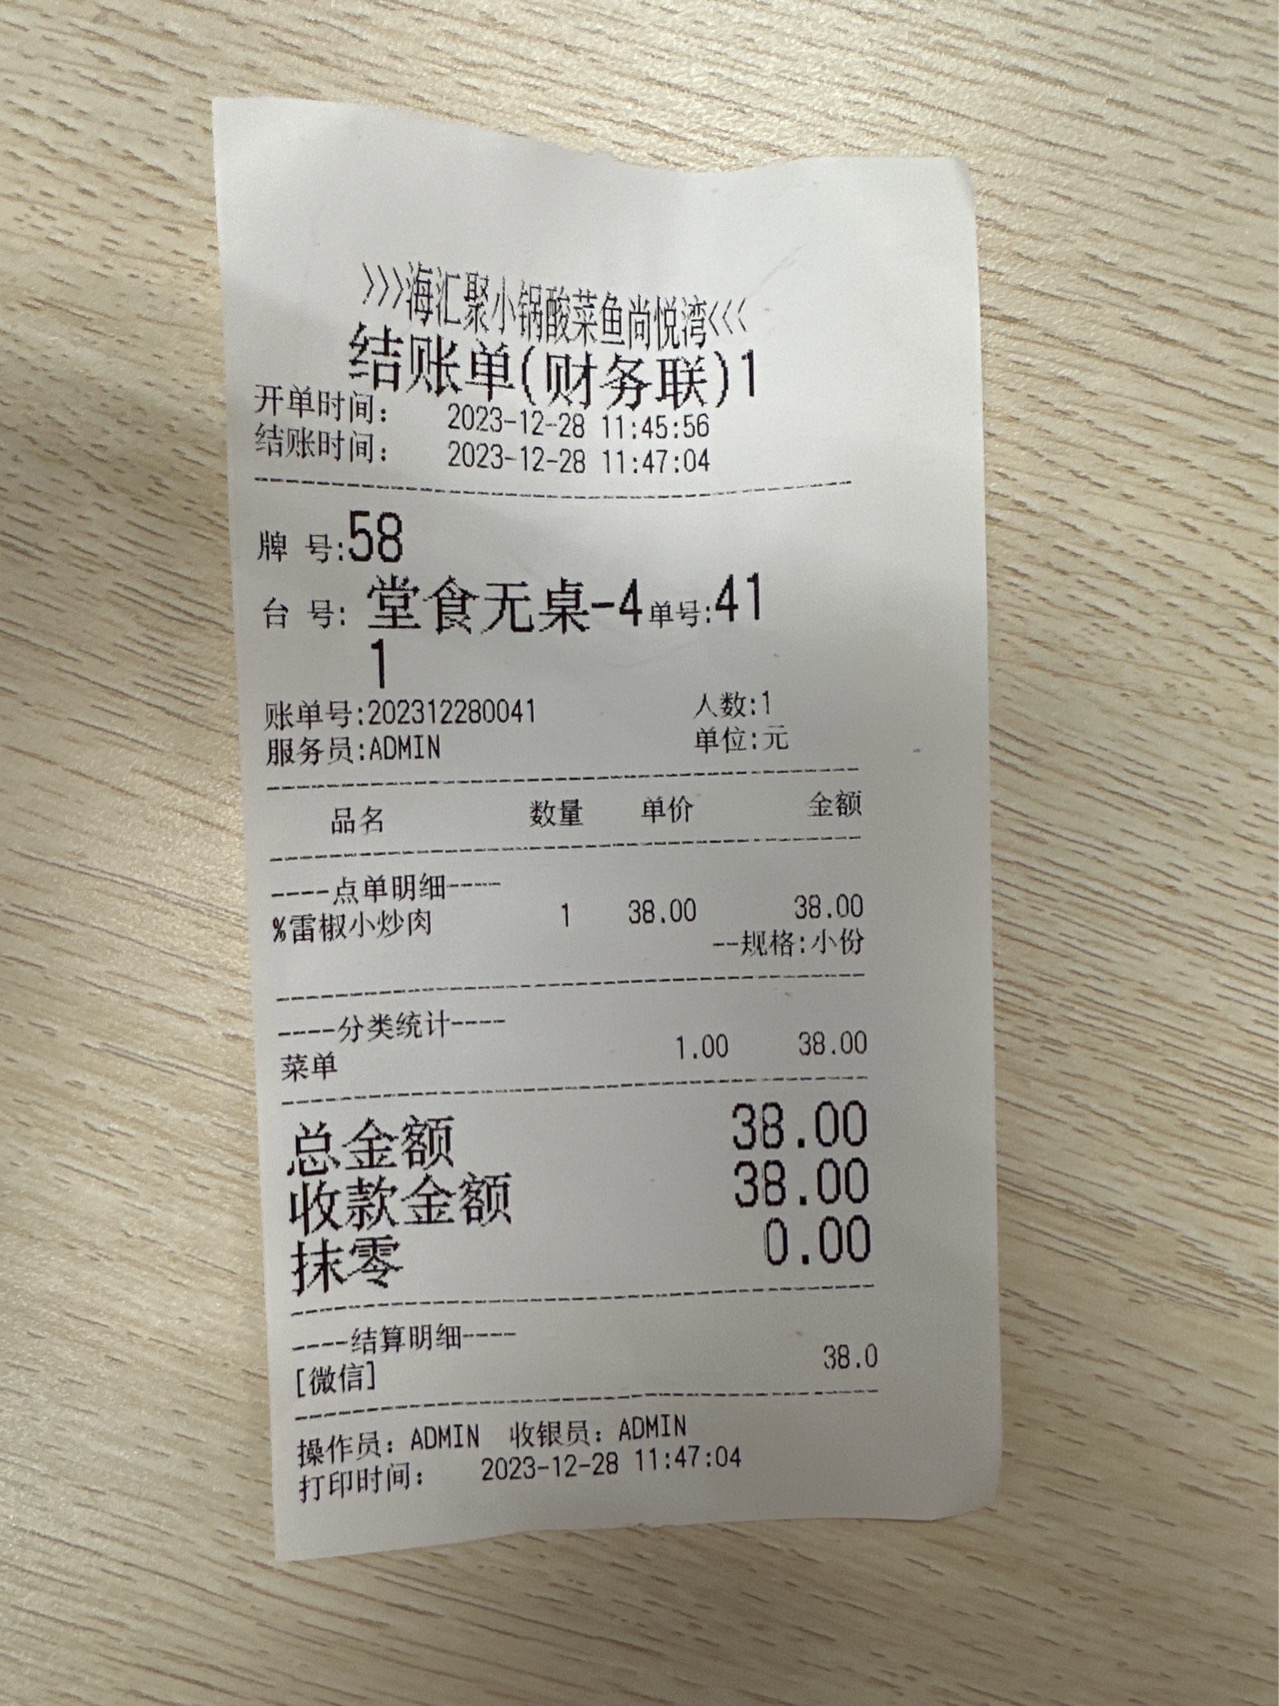 >>>海汇聚小锅酸菜鱼尚悦湾<<<
结账单(财务联)1
开单时间: 2023-12-28 11:45:56
结账时间: 2023-12-28 11:47:04
牌 号:58
台 号: 堂食无桌-4单号:41
1
账单号:202312280041 人数:1
服务员:ADMIN 单位:元
品名 数量 单价 金额
----点单明细----
%雷椒小炒肉 1 38.00 38.00
--规格:小份
----分类统计----
菜单 1.00 38.00
总金额 38.00
收款金额 38.00
抹零 0.00
----结算明细----
[微信] 38.0
操作员: ADMIN 收银员: ADMIN
打印时间: 2023-12-28 11:47:04